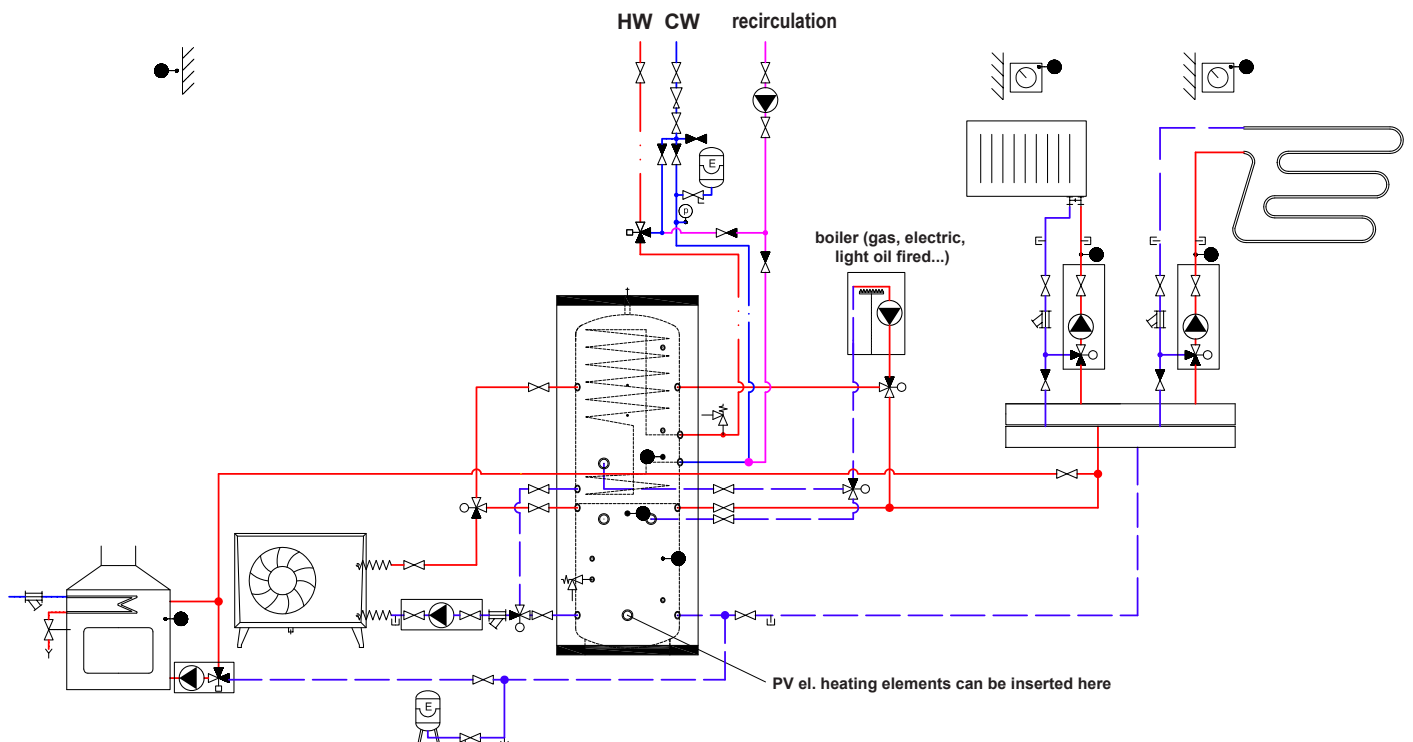 HW CW recirculation
E
p
boiler (gas, electric,
light oil fired...)
PV el. heating elements can be inserted here
E